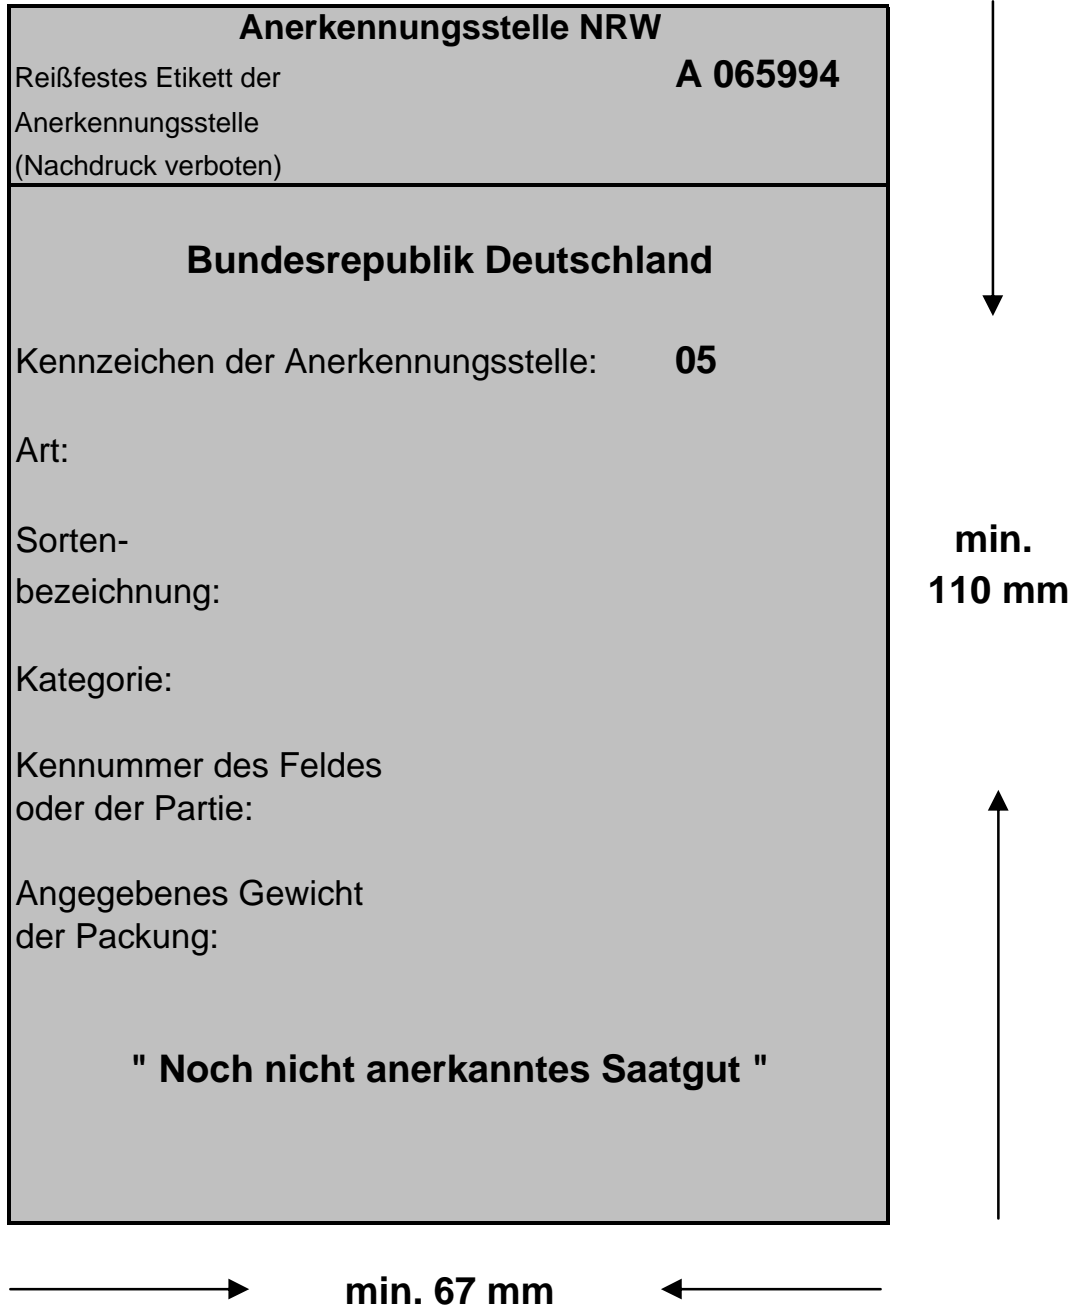 Anerkennungsstelle NRW
Reißfestes Etikett der A 065994
Anerkennungsstelle
(Nachdruck verboten)
Bundesrepublik Deutschland
Kennzeichen der Anerkennungsstelle: 05
Art:
Sorten-
bezeichnung:
Kategorie:
Kennummer des Feldes
oder der Partie:
Angegebenes Gewicht
der Packung:
" Noch nicht anerkanntes Saatgut "
min.
110 mm
min. 67 mm